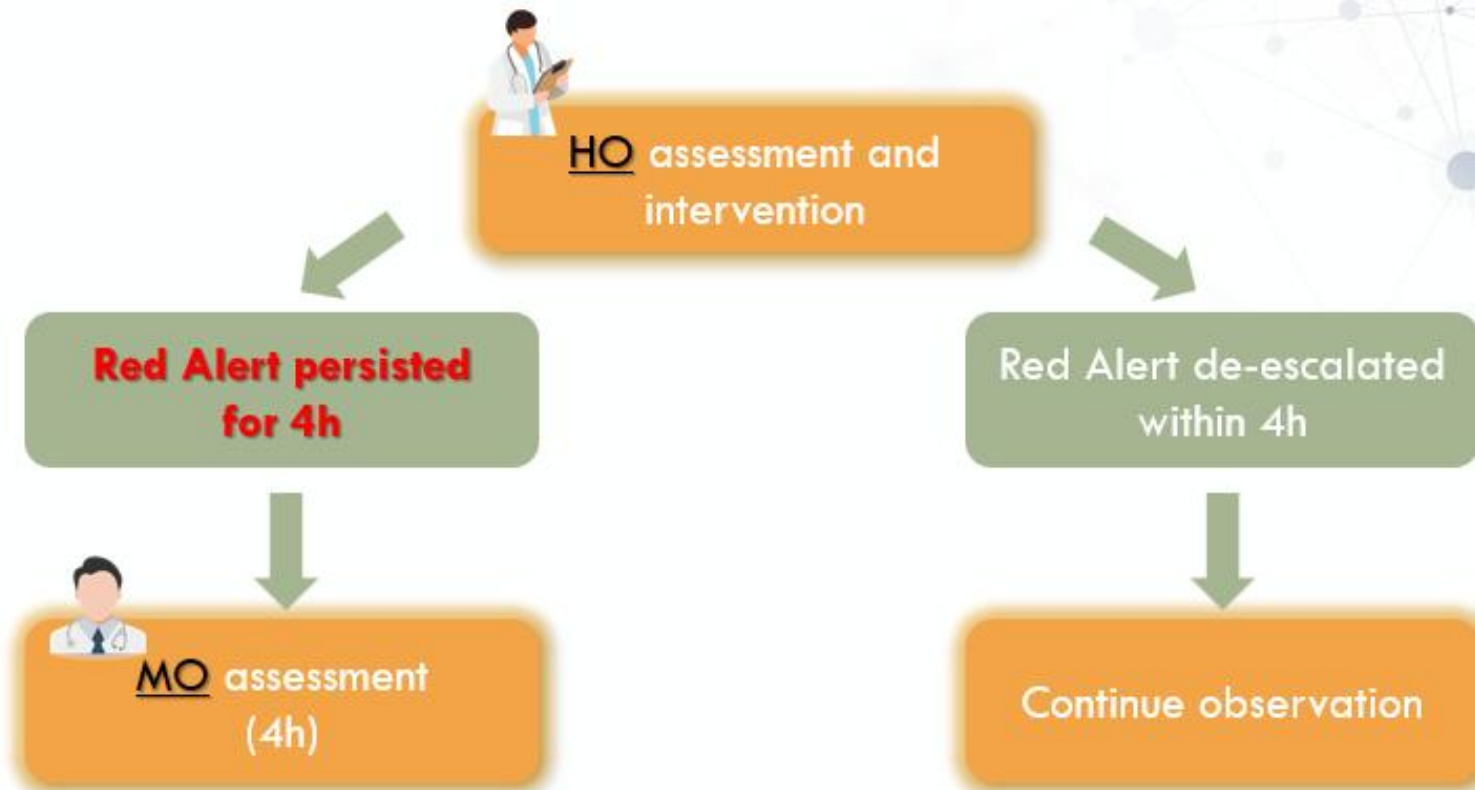 HO assessment and
intervention
Red Alert persisted
for 4h
Red Alert de-escalated
within 4h
MO assessment
(4h)
Continue observation